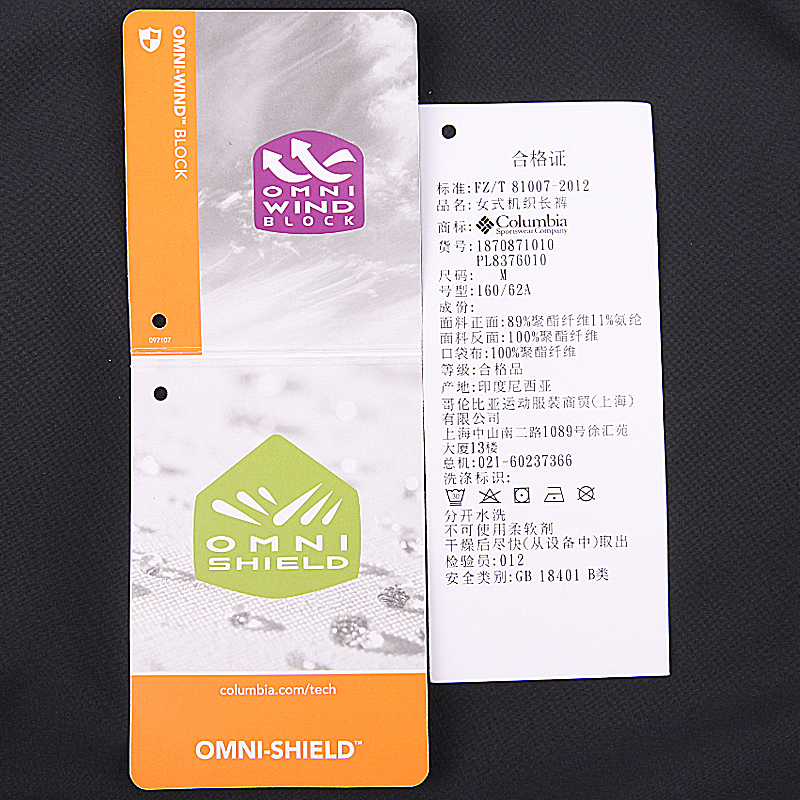 OMNI-WIND™ BLOCK
OMNI
WIND
BLOCK
097107
OMNI
SHIELD
columbia.com/tech
OMNI-SHIELD™
合格证
标准:FZ/T 81007-2012
品名:女式机织长裤
商标: Columbia
Sportswear Company
货号:1870871010
PL8376010
尺码: M
号型:160/62A
成份:
面料正面:89%聚酯纤维11%氨纶
面料反面:100%聚酯纤维
口袋布:100%聚酯纤维
等级:合格品
产地:印度尼西亚
哥伦比亚运动服装商贸(上海)
有限公司
上海中山南二路1089号徐汇苑
大厦13楼
总机:021-60237366
洗涤标识:
30
分开水洗
不可使用柔软剂
干燥后尽快(从设备中)取出
检验员:012
安全类别:GB 18401 B类